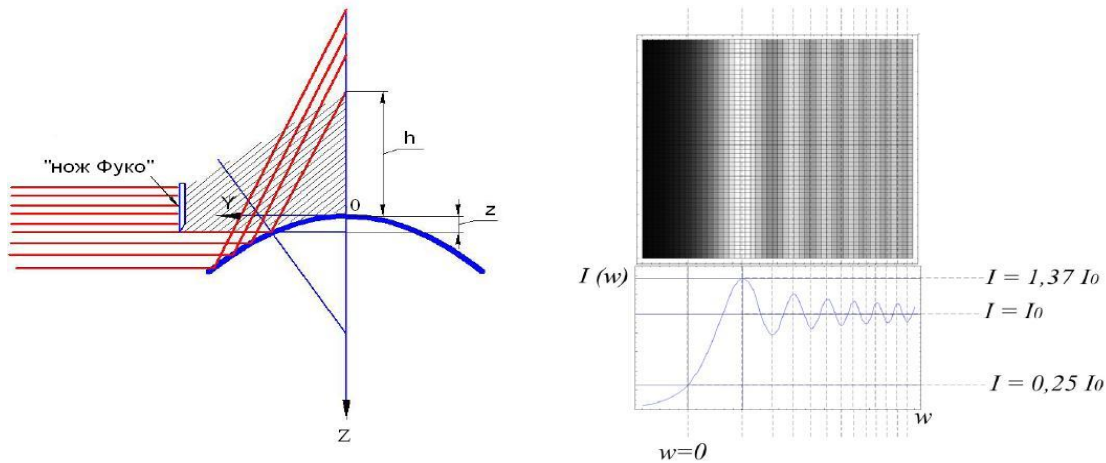 "нож Фуко"
h
Y
0
z
Z
I (w)
I = 1,37 I₀
I = I₀
I = 0,25 I₀
w
w=0